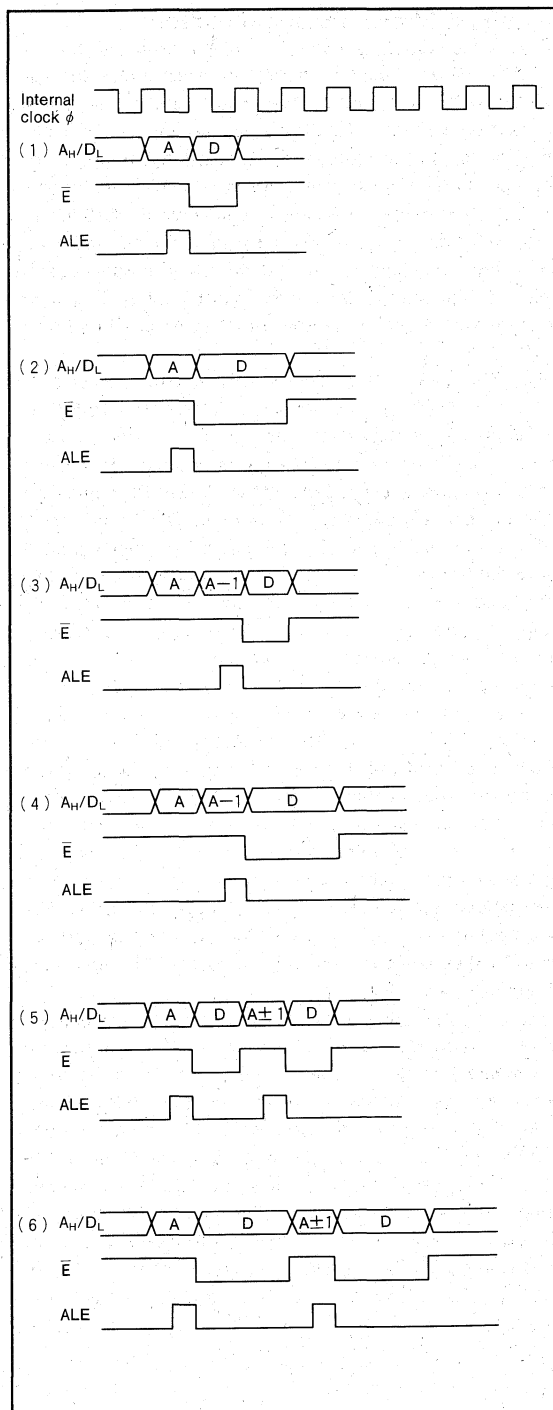 Internal
clock φ
(1) A_H/D_L A D
E̅
ALE
(2) A_H/D_L A D
E̅
ALE
(3) A_H/D_L A A−1 D
E̅
ALE
(4) A_H/D_L A A−1 D
E̅
ALE
(5) A_H/D_L A D A±1 D
E̅
ALE
(6) A_H/D_L A D A±1 D
E̅
ALE